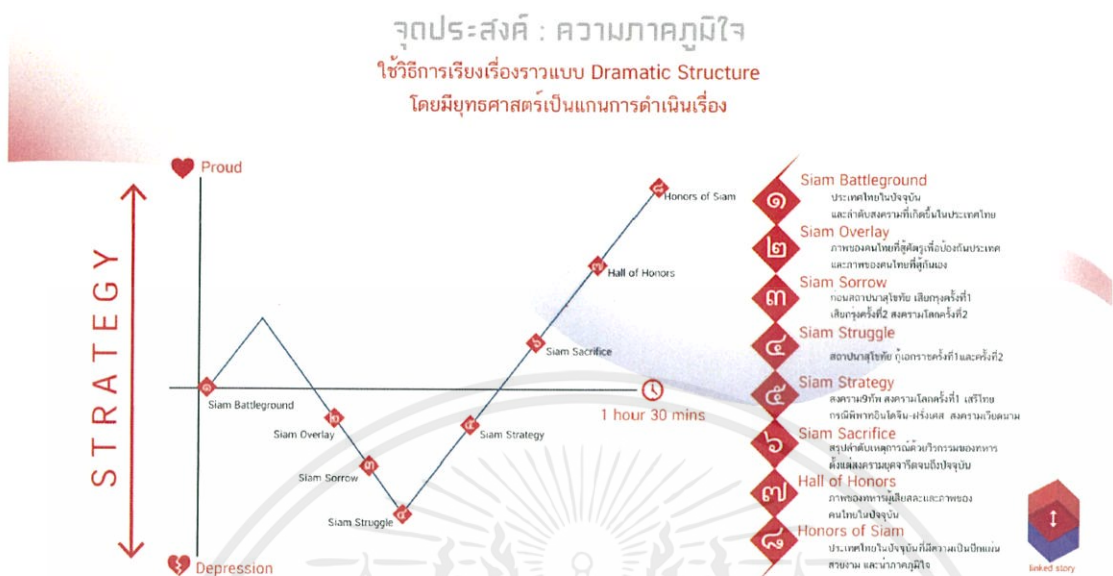 จุดประสงค์ : ความภาคภูมิใจ
ใช้วิธีการเรียงเรื่องราวแบบ Dramatic Structure
โดยมียุทธศาสตร์เป็นแกนการดำเนินเรื่อง
STRATEGY
Proud
Depression
๑
Siam Battleground
๒
Siam Overlay
๓
Siam Sorrow
๔
Siam Struggle
๕
Siam Strategy
๖
Siam Sacrifice
๗
Hall of Honors
๘
Honors of Siam
1 hour 30 mins
๑
Siam Battleground
ประเทศไทยในปัจจุบัน
และลำดับสงครามที่เกิดขึ้นในประเทศไทย
๒
Siam Overlay
ภาพของคนไทยที่สู้ศัตรูเพื่อป้องกันประเทศ
และภาพของคนไทยที่สู้กันเอง
๓
Siam Sorrow
ก่อนสถาปนาสุโขทัย เสียกรุงครั้งที่1
เสียกรุงครั้งที่2 สงครามโลกครั้งที่2
๔
Siam Struggle
สถาปนาสุโขทัย กู้เอกราชครั้งที่1และครั้งที่2
๕
Siam Strategy
สงคราม9ทัพ สงครามโลกครั้งที่1 เสรีไทย
กรณีพิพาทอินโดจีน-ฝรั่งเศส สงครามเวียดนาม
๖
Siam Sacrifice
สรุปลำดับเหตุการณ์ด้วยวีรกรรมของทหาร
ตั้งแต่สงครามยุคจารีตจนถึงปัจจุบัน
๗
Hall of Honors
ภาพของทหารผู้เสียสละและภาพของ
คนไทยในปัจจุบัน
๘
Honors of Siam
ประเทศไทยในปัจจุบันที่มีความเป็นปึกแผ่น
สวยงาม และน่าภาคภูมิใจ
linked story